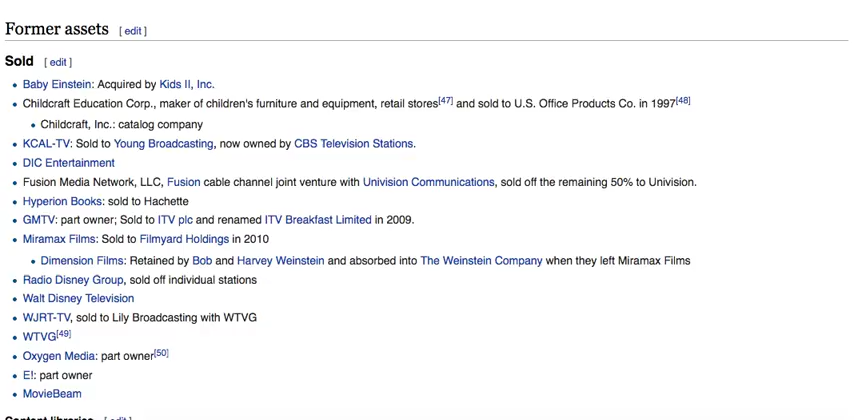 Former assets [ edit ]
Sold [ edit ]
• Baby Einstein: Acquired by Kids II, Inc.
• Childcraft Education Corp., maker of children's furniture and equipment, retail stores[47] and sold to U.S. Office Products Co. in 1997[48]
• Childcraft, Inc.: catalog company
• KCAL-TV: Sold to Young Broadcasting, now owned by CBS Television Stations.
• DIC Entertainment
• Fusion Media Network, LLC, Fusion cable channel joint venture with Univision Communications, sold off the remaining 50% to Univision.
• Hyperion Books: sold to Hachette
• GMTV: part owner; Sold to ITV plc and renamed ITV Breakfast Limited in 2009.
• Miramax Films: Sold to Filmyard Holdings in 2010
• Dimension Films: Retained by Bob and Harvey Weinstein and absorbed into The Weinstein Company when they left Miramax Films
• Radio Disney Group, sold off individual stations
• Walt Disney Television
• WJRT-TV, sold to Lily Broadcasting with WTVG
• WTVG[49]
• Oxygen Media: part owner[50]
• E!: part owner
• MovieBeam
Content libraries [ edit ]